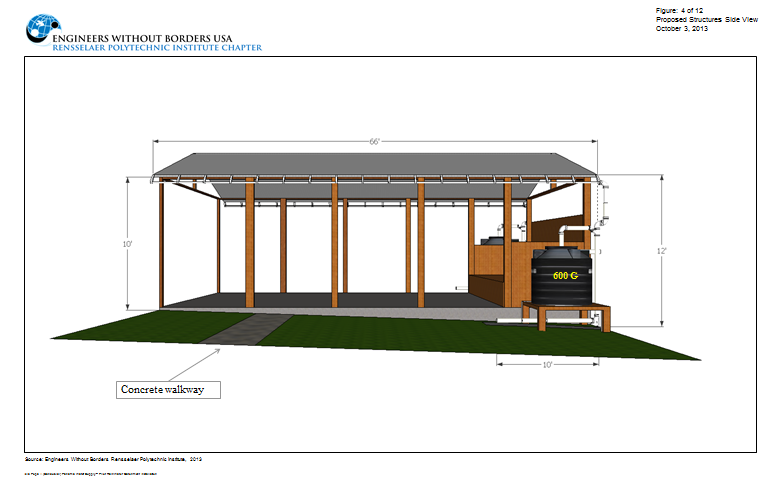 Figure: 4 of 12
Proposed Structures Side View
October 3, 2013
ENGINEERS WITHOUT BORDERS USA
RENSSELAER POLYTECHNIC INSTITUTE CHAPTER
66'
10'
12'
600 G
10'
Concrete walkway
Source: Engineers Without Borders Rensselaer Polytechnic Institute, 2013